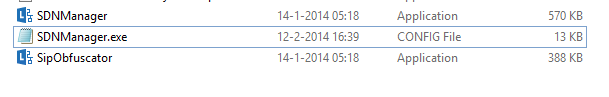 SDNManager 14-1-2014 05:18 Application 570 KB
SDNManager.exe 12-2-2014 16:39 CONFIG File 13 KB
SipObfuscator 14-1-2014 05:18 Application 388 KB